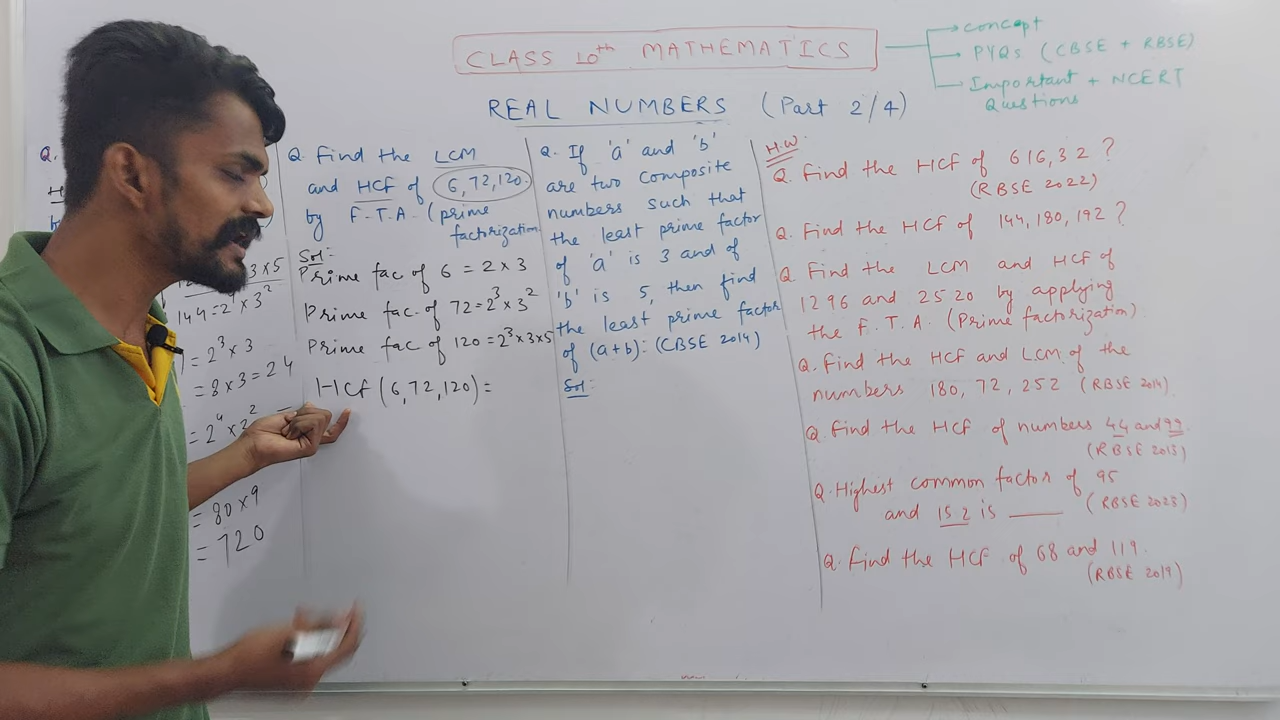 CLASS 10th MATHEMATICS
concept
PYQs (CBSE + RBSE)
Important + NCERT
Questions
REAL NUMBERS (Part 2/4)
Q.
3×5
144=2⁴×3²
= 2³×3
= 8×3=24
= 2⁴×3²
= 80×9
= 720
Q. Find the LCM
and HCF of 6,72,120
by F.T.A. (prime
factorization
Sol:
Prime fac of 6 = 2×3
Prime fac. of 72=2³×3²
Prime fac of 120=2³×3×5
HCF (6,72,120)=
Q. If 'a' and 'b'
are two composite
numbers such that
the least prime factor
of 'a' is 3 and of
'b' is 5, then find
the least prime factor
of (a+b): (CBSE 2014)
Sol:
H.W.
Q. Find the HCF of 616,32?
(RBSE 2022)
Q. Find the HCF of 144,180,192?
Q. Find the LCM and HCF of
1296 and 2520 by applying
the F.T.A. (Prime factorization)
Q. Find the HCF and LCM of the
numbers 180, 72, 252 (RBSE 2014)
Q. Find the HCF of numbers 44 and 99.
(RBSE 2015)
Q. Highest common factor of 95
and 152 is ____ (RBSE 2023)
Q. Find the HCF of 68 and 119.
(RBSE 2019)